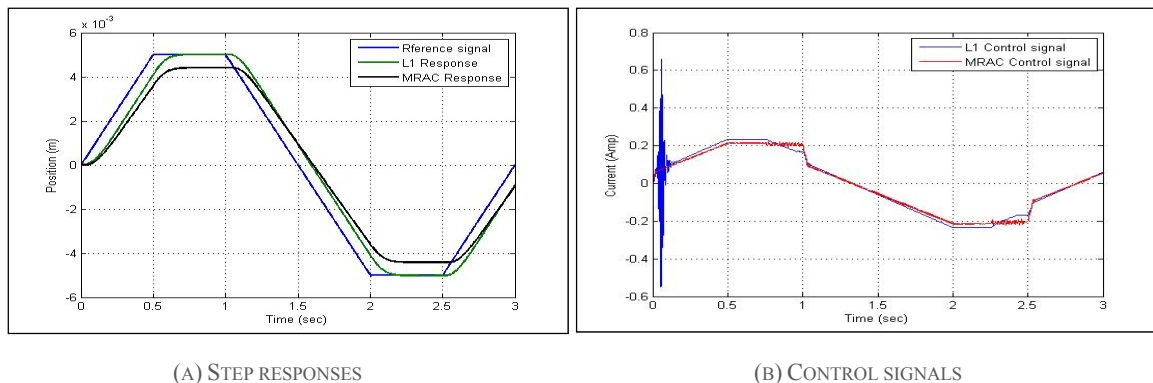 x 10⁻³
6
4
2
0
-2
-4
-6
Position (m)
Rference signal
L1 Response
MRAC Response
0 0.5 1 1.5 2 2.5 3
Time (sec)
0.8
0.6
0.4
0.2
0
-0.2
-0.4
-0.6
Current (Amp)
L1 Control signal
MRAC Control signal
0 0.5 1 1.5 2 2.5 3
Time (sec)
(A) STEP RESPONSES
(B) CONTROL SIGNALS